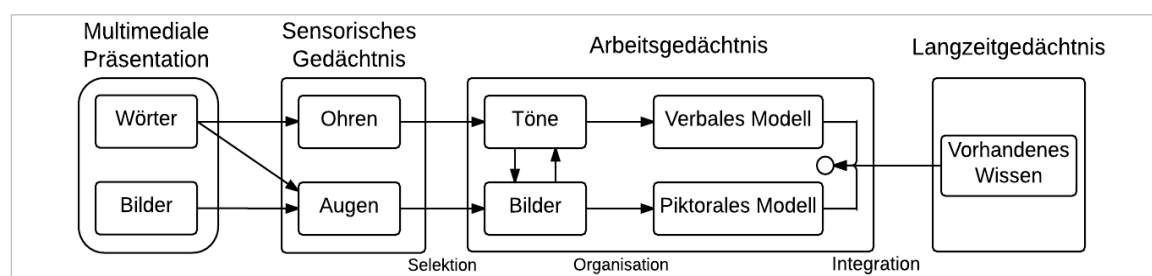 Multimediale
Präsentation
Sensorisches
Gedächtnis
Arbeitsgedächtnis
Langzeitgedächtnis
Wörter
Ohren
Töne
Verbales Modell
Vorhandenes
Wissen
Bilder
Augen
Bilder
Piktorales Modell
Selektion
Organisation
Integration